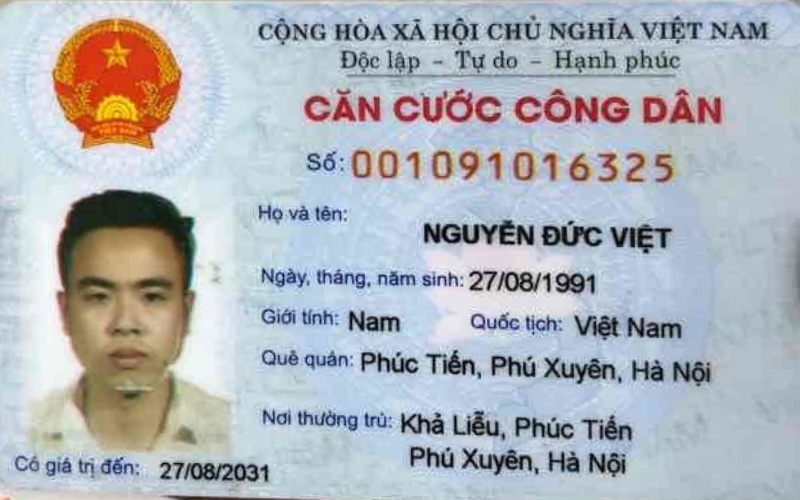 CỘNG HÒA XÃ HỘI CHỦ NGHĨA VIỆT NAM
Độc lập - Tự do - Hạnh phúc
CĂN CƯỚC CÔNG DÂN
Số: 001091016325
Họ và tên:
NGUYỄN ĐỨC VIỆT
Ngày, tháng, năm sinh: 27/08/1991
Giới tính: Nam Quốc tịch: Việt Nam
Quê quán: Phúc Tiến, Phú Xuyên, Hà Nội
Nơi thường trú: Khả Liễu, Phúc Tiến
Phú Xuyên, Hà Nội
Có giá trị đến: 27/08/2031